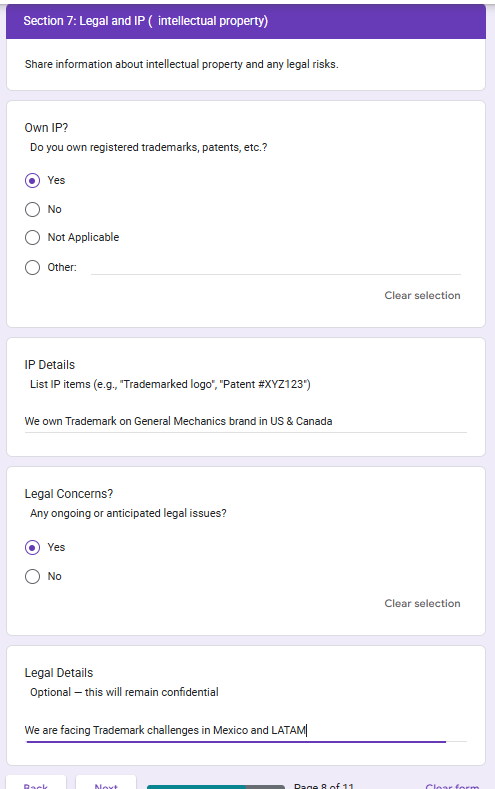 Section 7: Legal and IP ( intellectual property)
Share information about intellectual property and any legal risks.
Own IP?
Do you own registered trademarks, patents, etc.?
Yes
No
Not Applicable
Other:
Clear selection
IP Details
List IP items (e.g., "Trademarked logo", "Patent #XYZ123")
We own Trademark on General Mechanics brand in US & Canada
Legal Concerns?
Any ongoing or anticipated legal issues?
Yes
No
Clear selection
Legal Details
Optional — this will remain confidential
We are facing Trademark challenges in Mexico and LATAM
Back Next Page 8 of 11 Clear form